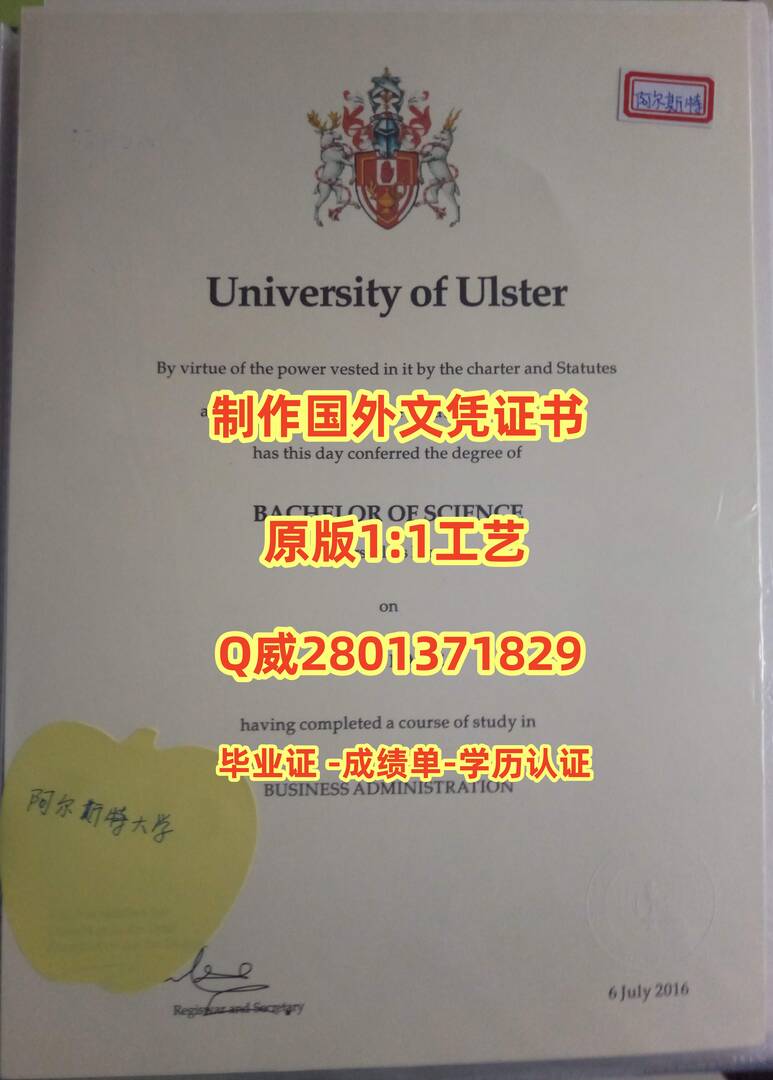 阿尔斯特
University of Ulster
By virtue of the power vested in it by the charter and Statutes
a
制作国外文凭证书
has this day conferred the degree of
BACHELOR OF SCIENCE
原版1:1工艺
on
Q威2801371829
having completed a course of study in
毕业证 -成绩单-学历认证
BUSINESS ADMINISTRATION
阿尔斯特大学
6 July 2016
Registrar and Secretary